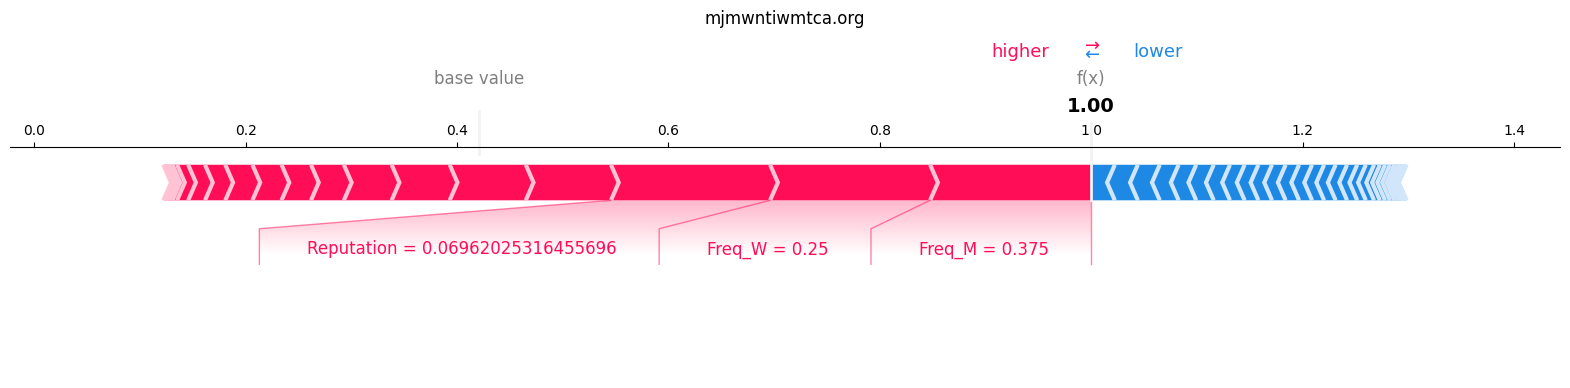 mjmwntiwmtca.org
higher → ← lower
base value f(x)
1.00
0.0 0.2 0.4 0.6 0.8 1.0 1.2 1.4
Reputation = 0.06962025316455696 Freq_W = 0.25 Freq_M = 0.375